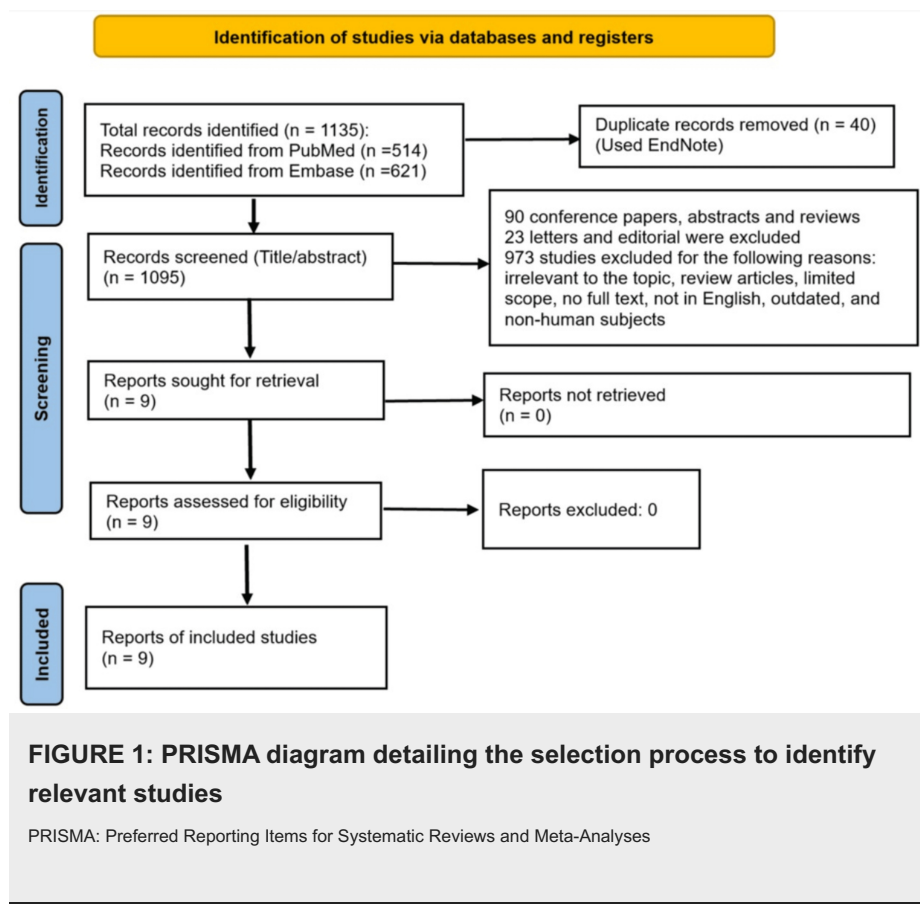 Identification of studies via databases and registers
Identification
Total records identified (n = 1135):
Records identified from PubMed (n =514)
Records identified from Embase (n =621)
Duplicate records removed (n = 40)
(Used EndNote)
Screening
Records screened (Title/abstract)
(n = 1095)
90 conference papers, abstracts and reviews
23 letters and editorial were excluded
973 studies excluded for the following reasons:
irrelevant to the topic, review articles, limited
scope, no full text, not in English, outdated, and
non-human subjects
Reports sought for retrieval
(n = 9)
Reports not retrieved
(n = 0)
Reports assessed for eligibility
(n = 9)
Reports excluded: 0
Included
Reports of included studies
(n = 9)
FIGURE 1: PRISMA diagram detailing the selection process to identify
relevant studies
PRISMA: Preferred Reporting Items for Systematic Reviews and Meta-Analyses